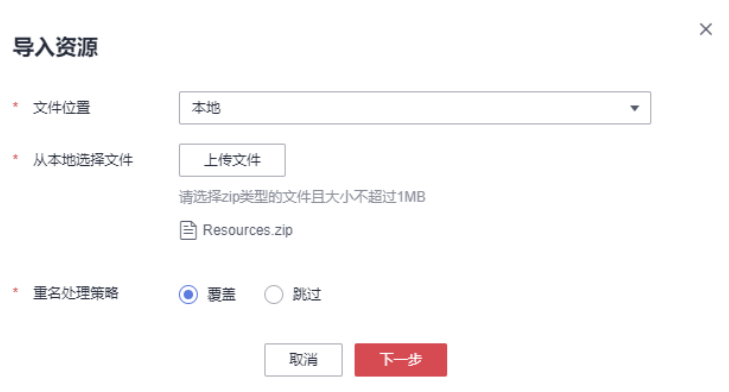 导入资源
* 文件位置 本地
* 从本地选择文件 上传文件
请选择zip类型的文件且大小不超过1MB
Resources.zip
* 重名处理策略 覆盖 跳过
取消 下一步